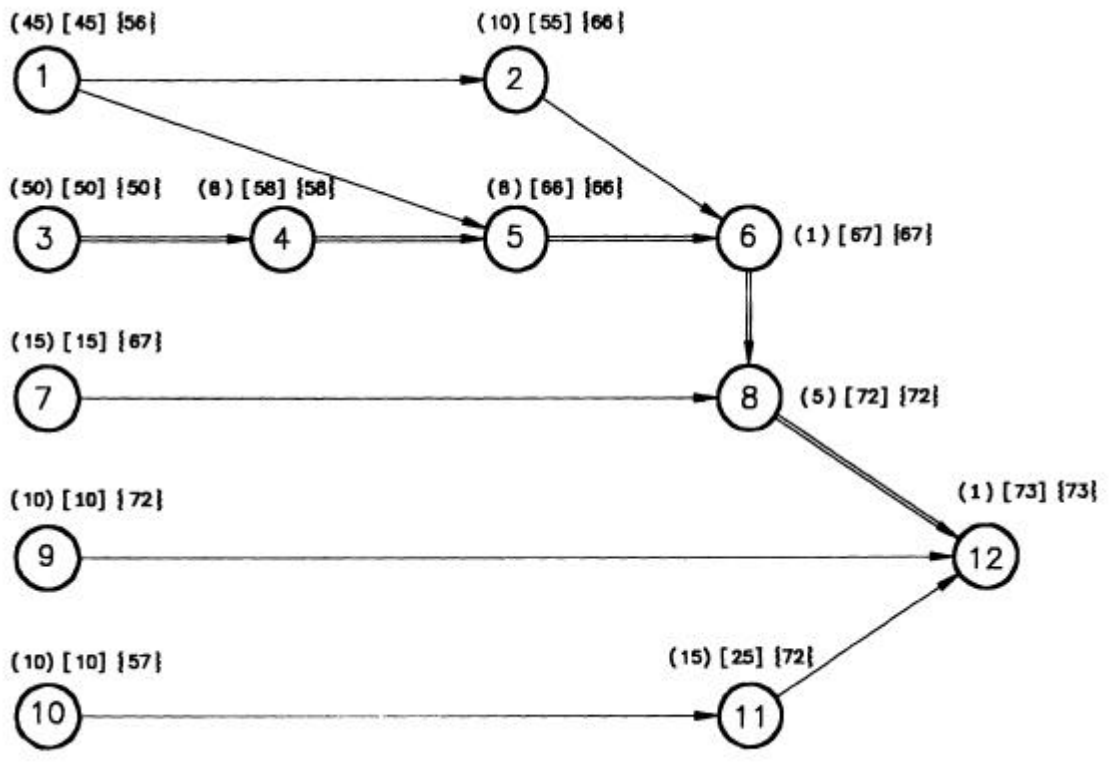 (45) [45] {56}
(10) [55] {66}
1
2
(50) [50] {50}
(8) [58] {58}
(8) [66] {66}
3
4
5
6
(1) [67] {67}
(15) [15] {67}
7
8
(5) [72] {72}
(10) [10] {72}
(1) [73] {73}
9
12
(10) [10] {57}
(15) [25] {72}
10
11